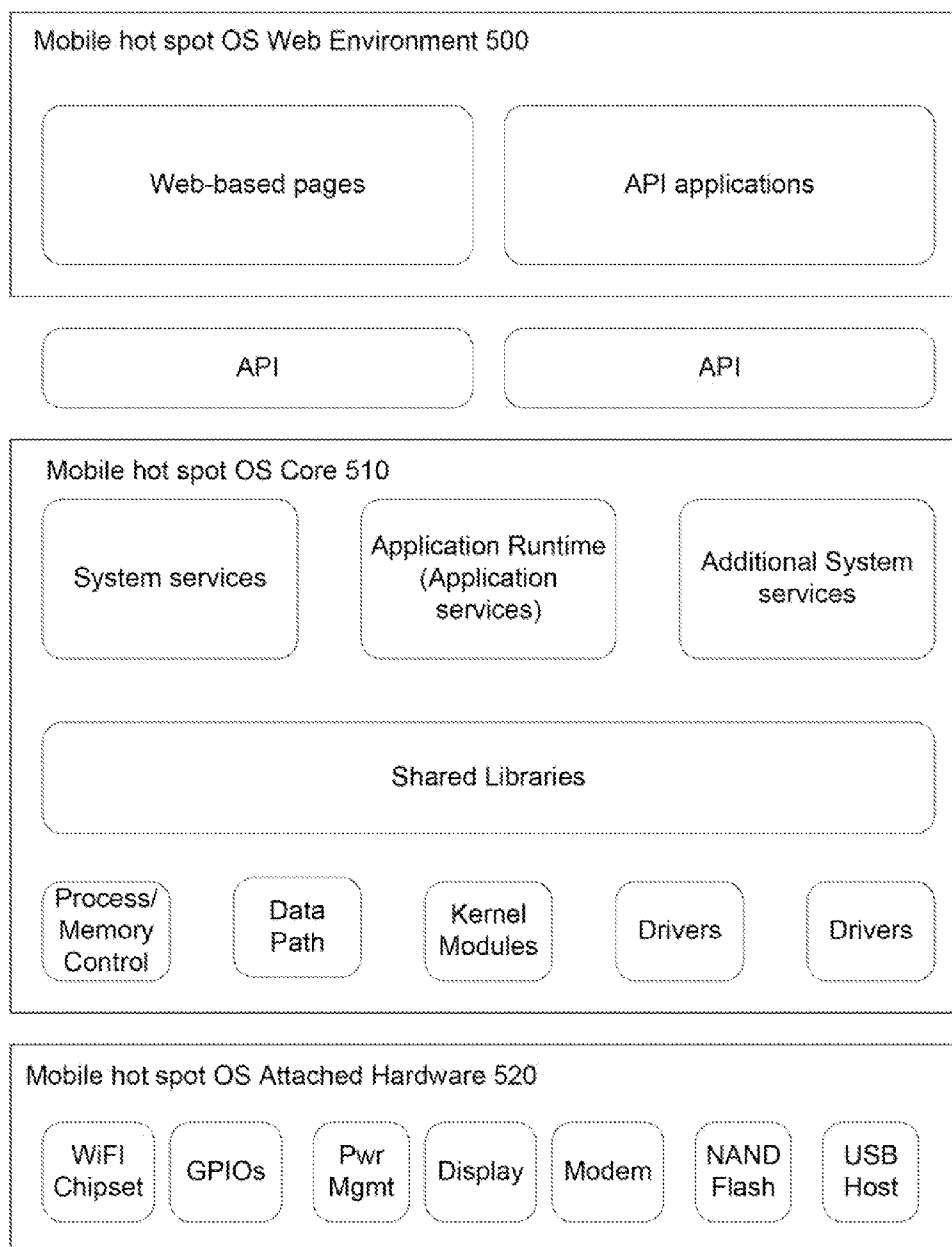 Mobile hot spot OS Web Environment 500
Web-based pages
API applications
API
API
Mobile hot spot OS Core 510
System services
Application Runtime
(Application
services)
Additional System
services
Shared Libraries
Process/
Memory
Control
Data
Path
Kernel
Modules
Drivers
Drivers
Mobile hot spot OS Attached Hardware 520
WiFI
Chipset
GPIOs
Pwr
Mgmt
Display
Modem
NAND
Flash
USB
Host